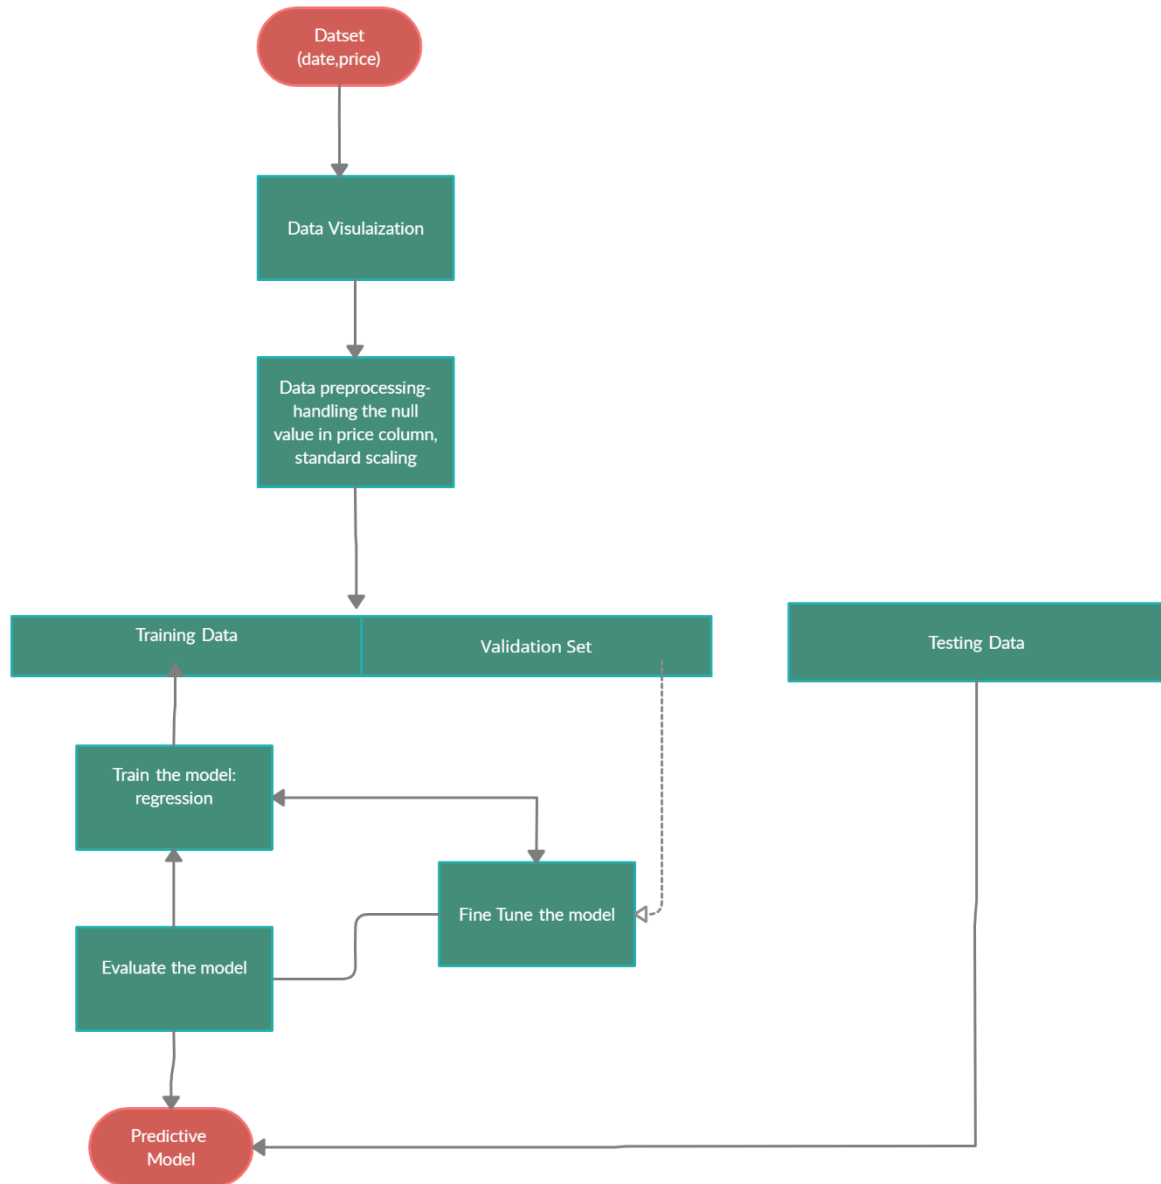 Datset
(date,price)
Data Visulaization
Data preprocessing-
handling the null
value in price column,
standard scaling
Training Data
Validation Set
Testing Data
Train the model:
regression
Fine Tune the model
Evaluate the model
Predictive
Model